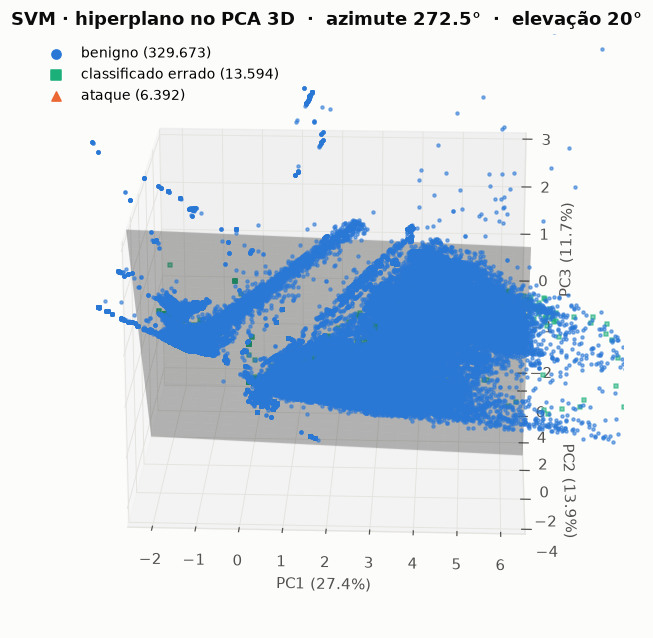 SVM · hiperplano no PCA 3D · azimute 272.5° · elevação 20°
benigno (329.673)
classificado errado (13.594)
ataque (6.392)
3
2
1
0
−2
6
4
2
0
−2
−4
PC3 (11.7%)
PC2 (13.9%)
−2 −1 0 1 2 3 4 5 6
PC1 (27.4%)